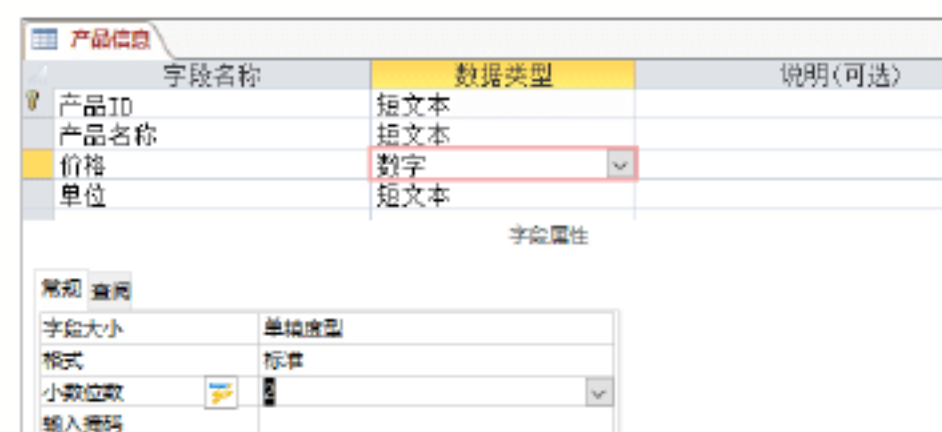 产品信息
字段名称 数据类型 说明(可选)
产品ID 短文本
产品名称 短文本
价格 数字
单位 短文本
字段属性
常规 查阅
字段大小 单精度型
格式 标准
小数位数 2
输入掩码